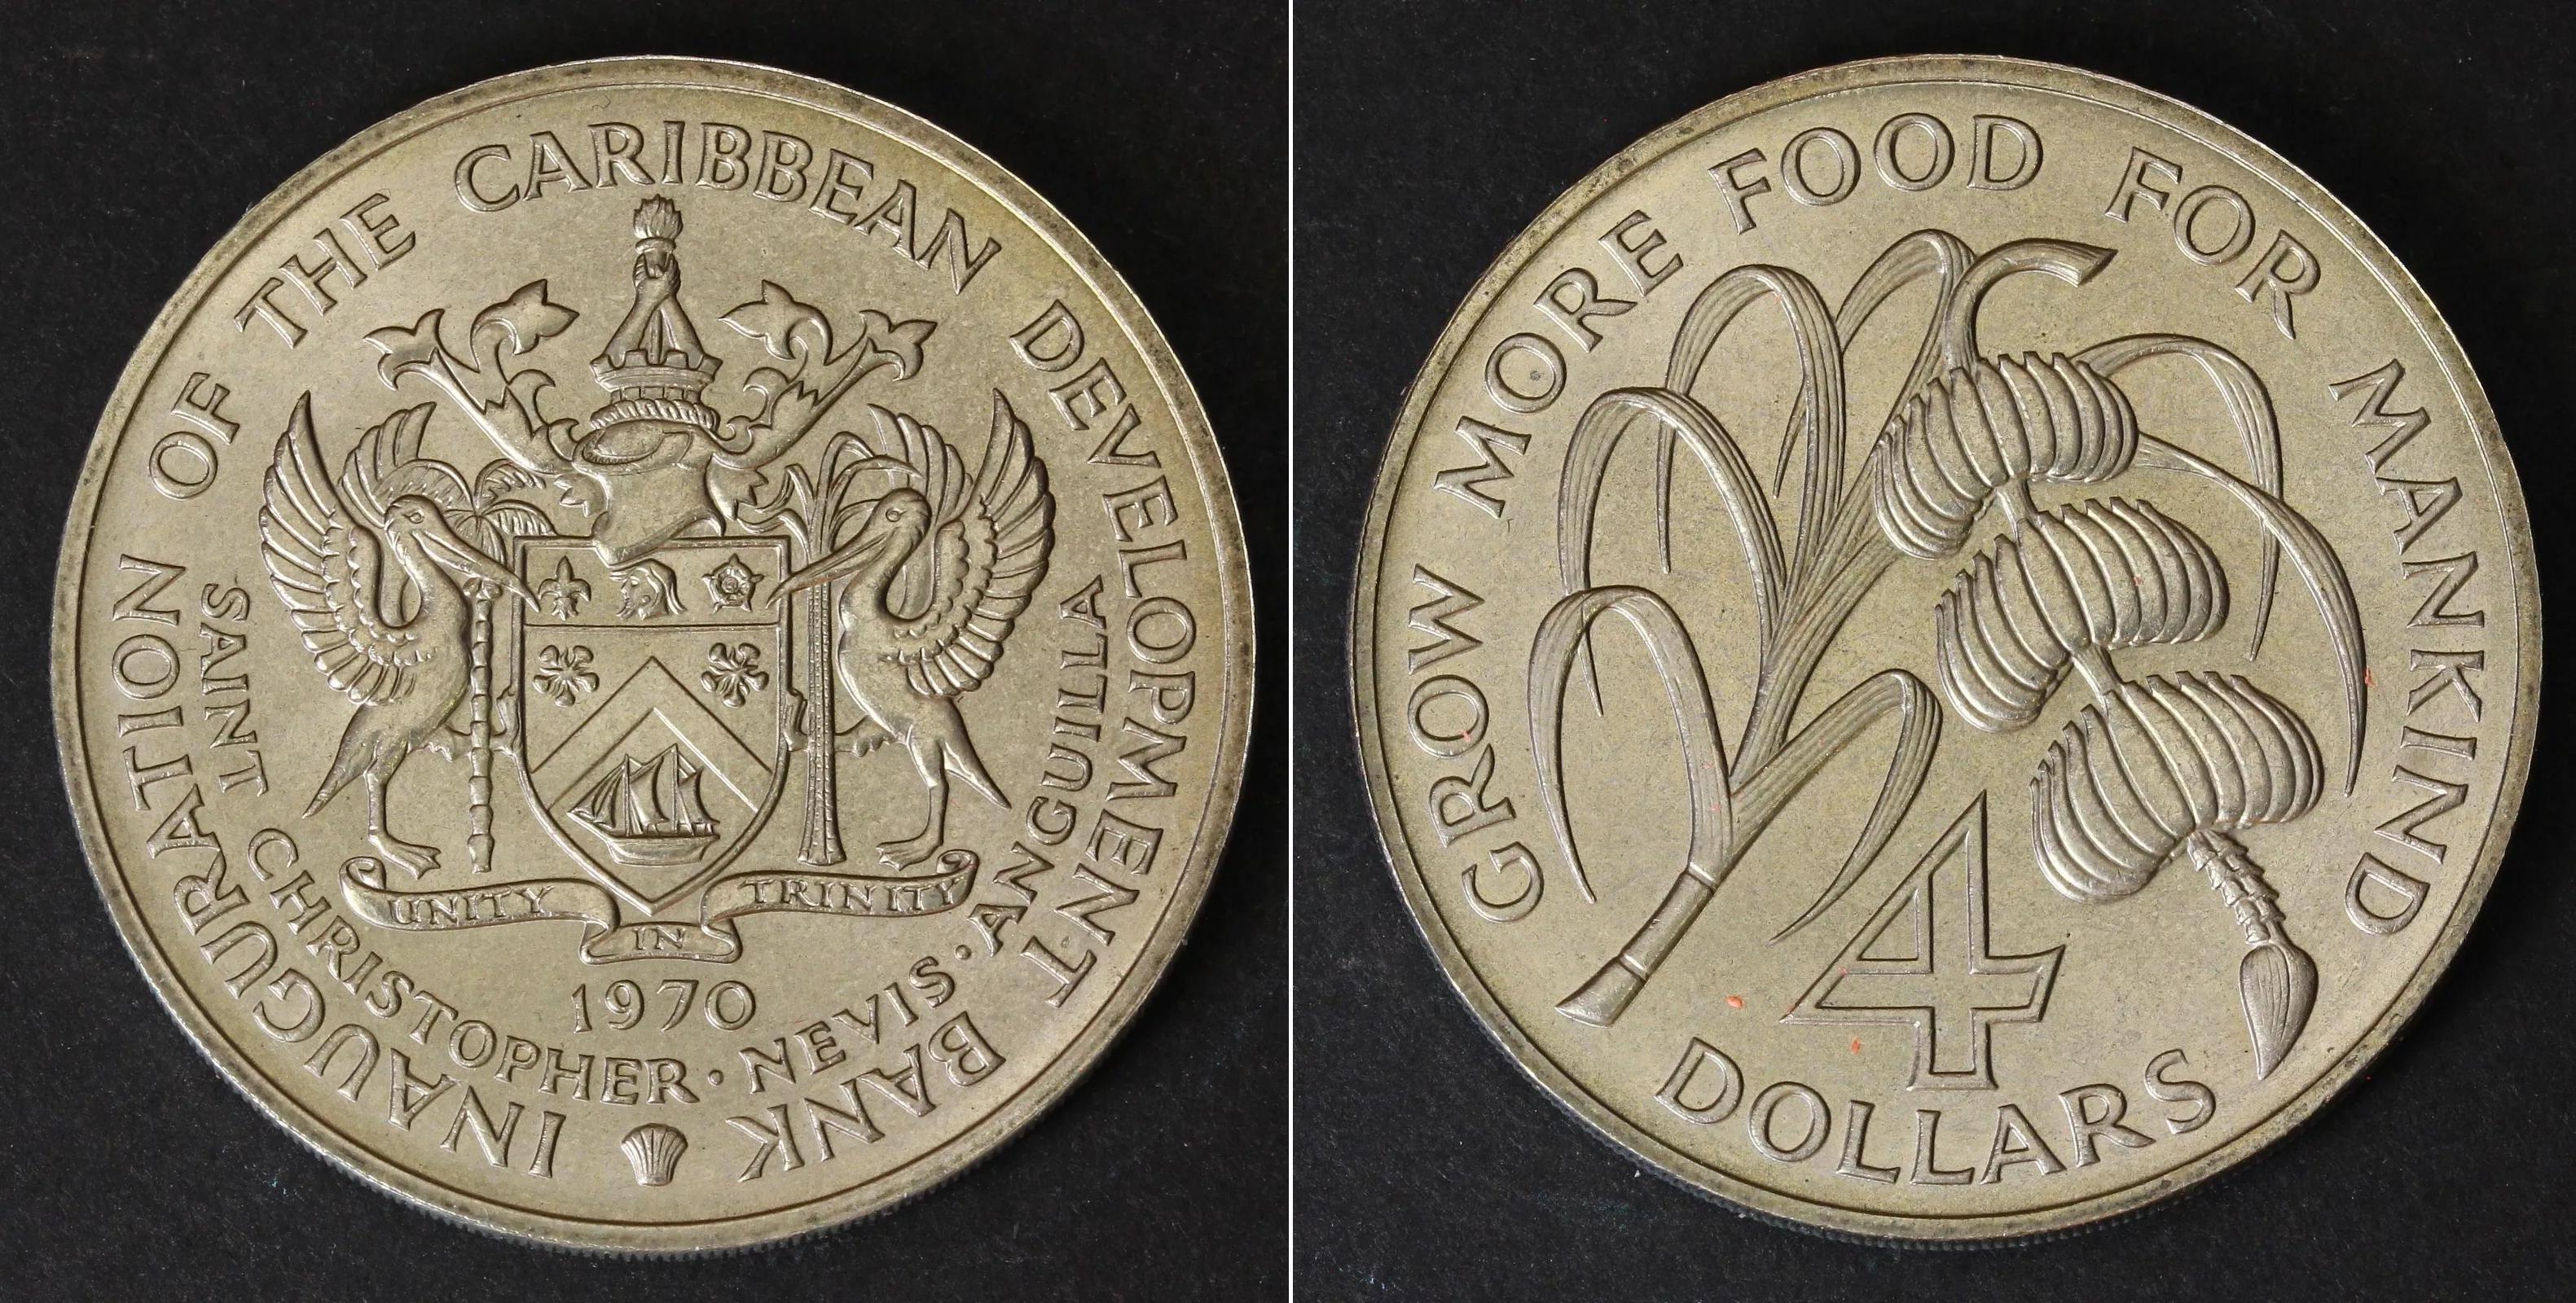 INAUGURATION OF THE CARIBBEAN DEVELOPMENT BANK
SAINT CHRISTOPHER · NEVIS · ANGUILLA
UNITY IN TRINITY
1970
GROW MORE FOOD FOR MANKIND
4
DOLLARS